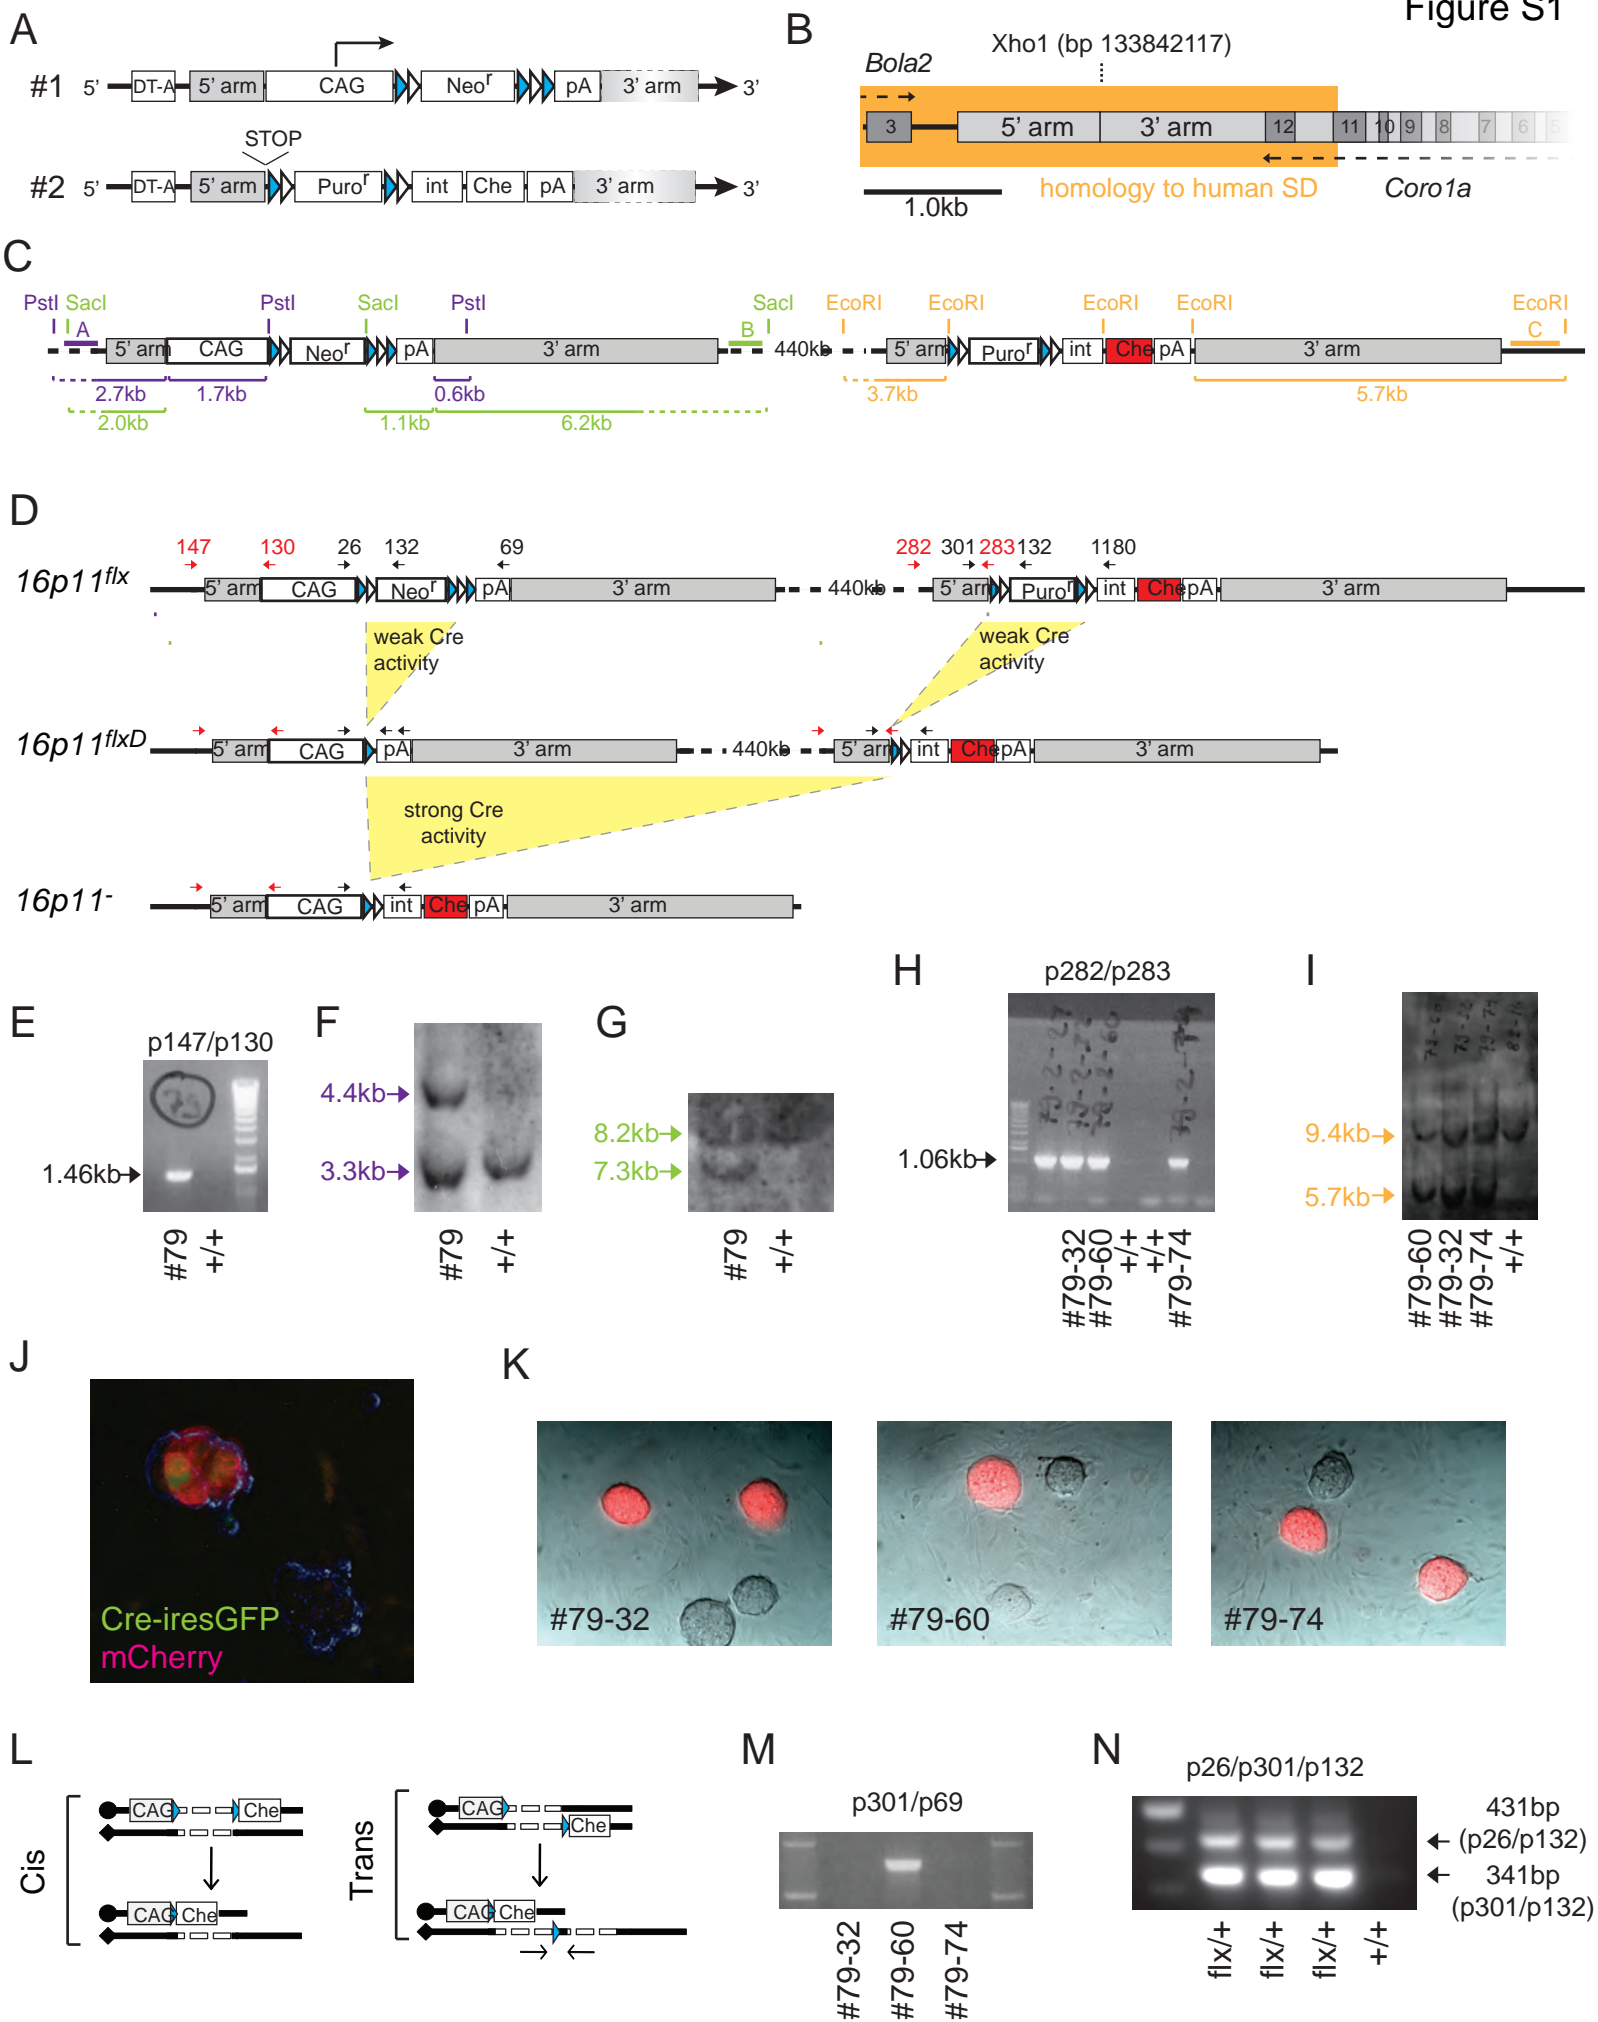 Figure S1
A
#1 5' DT-A 5' arm CAG Neor pA 3' arm 3'
STOP
#2 5' DT-A 5' arm Puror int Che pA 3' arm 3'
B
Xho1 (bp 133842117)
Bola2
3 5' arm 3' arm 12 11 10 9 8 7 6 5
homology to human SD
Coro1a
1.0kb
C
PstI SacI PstI SacI PstI SacI EcoRI EcoRI EcoRI EcoRI EcoRI
A B C
5' arm CAG Neor pA 3' arm 440kb 5' arm Puror int Che pA 3' arm
2.7kb 1.7kb 0.6kb 3.7kb 5.7kb
2.0kb 1.1kb 6.2kb
D
147 130 26 132 69 282 301 283 132 1180
16p11flx 5' arm CAG Neor pA 3' arm 440kb 5' arm Puror int Che pA 3' arm
weak Cre
activity
weak Cre
activity
16p11flxD 5' arm CAG pA 3' arm 440kb 5' arm int Che pA 3' arm
strong Cre
activity
16p11- 5' arm CAG int Che pA 3' arm
E
p147/p130
1.46kb
#79 +/+
F
4.4kb
3.3kb
#79 +/+
G
8.2kb
7.3kb
#79 +/+
H
p282/p283
1.06kb
#79-32 #79-60 +/+ +/+ #79-74
I
9.4kb
5.7kb
#79-60 #79-32 #79-74 +/+
J
Cre-iresGFP
mCherry
K
#79-32
#79-60
#79-74
L
Cis
CAG Che
CAG Che
Trans
CAG
Che
CAG Che
M
p301/p69
#79-32 #79-60 #79-74
N
p26/p301/p132
431bp
(p26/p132)
341bp
(p301/p132)
flx/+ flx/+ flx/+ +/+